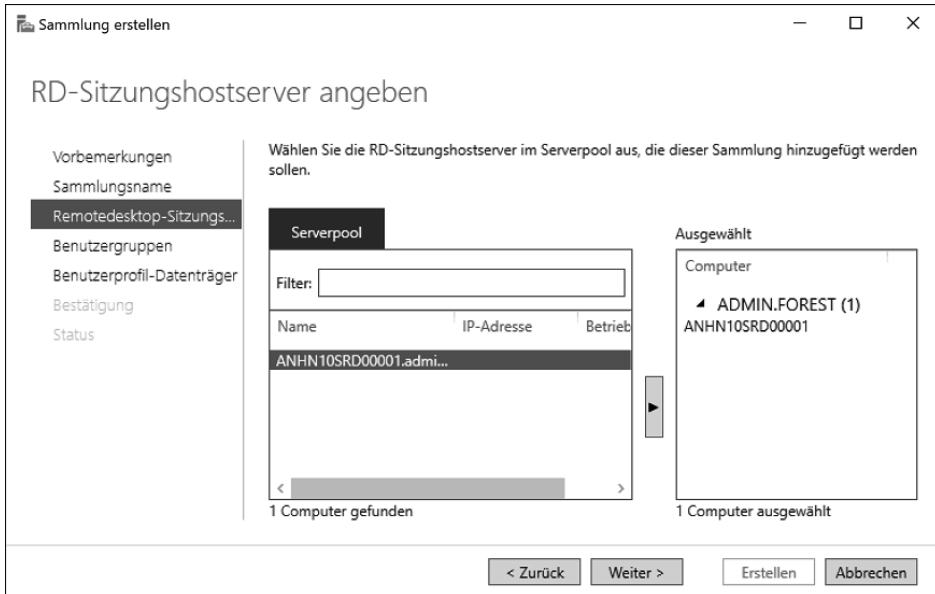 Sammlung erstellen
RD-Sitzungshostserver angeben
Vorbemerkungen
Sammlungsname
Remotedesktop-Sitzungs...
Benutzergruppen
Benutzerprofil-Datenträger
Bestätigung
Status
Wählen Sie die RD-Sitzungshostserver im Serverpool aus, die dieser Sammlung hinzugefügt werden
sollen.
Serverpool
Filter:
Name IP-Adresse Betrieb
ANHN10SRD00001.admi...
1 Computer gefunden
Ausgewählt
Computer
ADMIN.FOREST (1)
ANHN10SRD00001
1 Computer ausgewählt
< Zurück Weiter > Erstellen Abbrechen